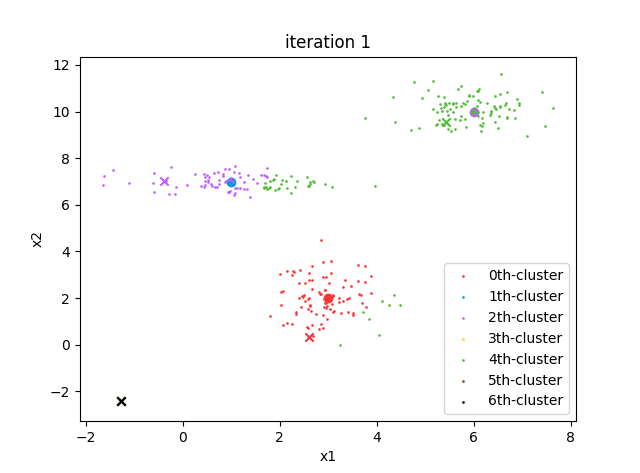 iteration 1
12
10
8
6
4
2
0
−2
x2
−2
0
2
4
6
8
x1
0th-cluster
1th-cluster
2th-cluster
3th-cluster
4th-cluster
5th-cluster
6th-cluster